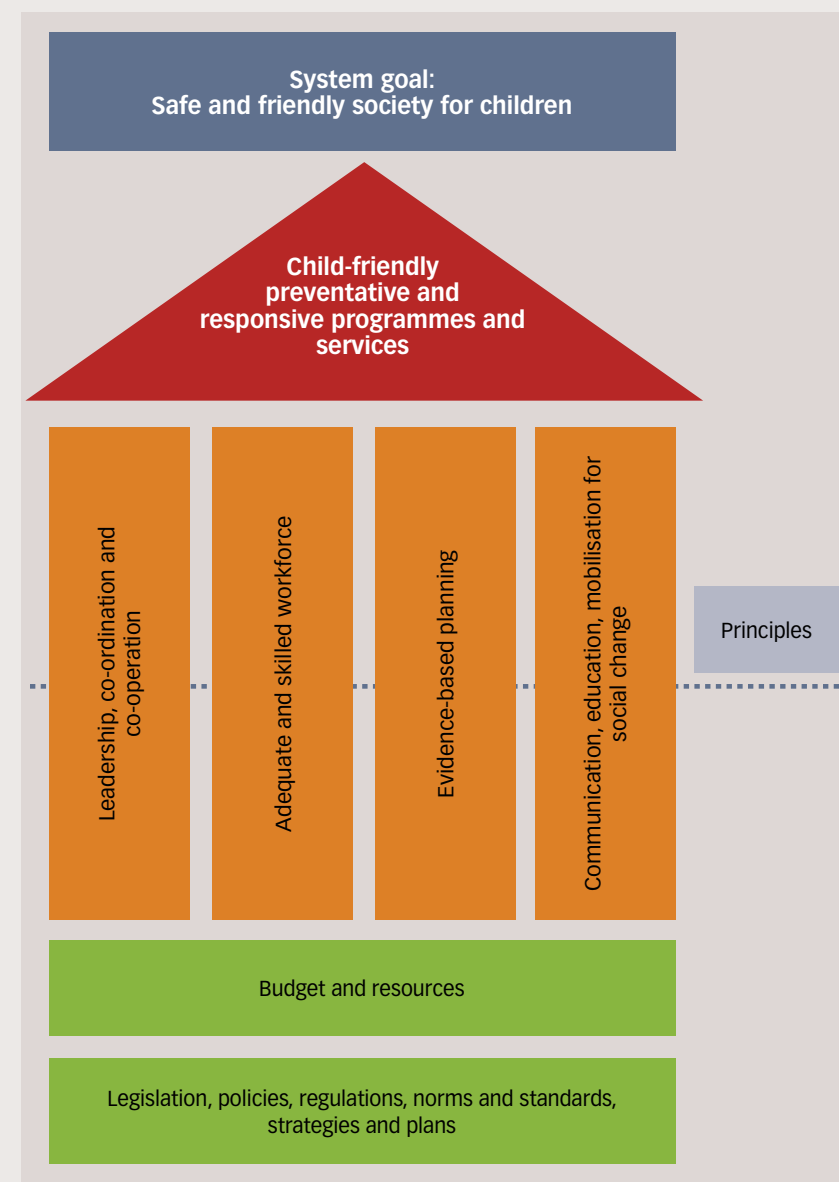 System goal:
Safe and friendly society for children
Child-friendly
preventative and
responsive programmes and
services
Leadership, co-ordination and
co-operation
Adequate and skilled workforce
Evidence-based planning
Communication, education, mobilisation for
social change
Principles
Budget and resources
Legislation, policies, regulations, norms and standards,
strategies and plans